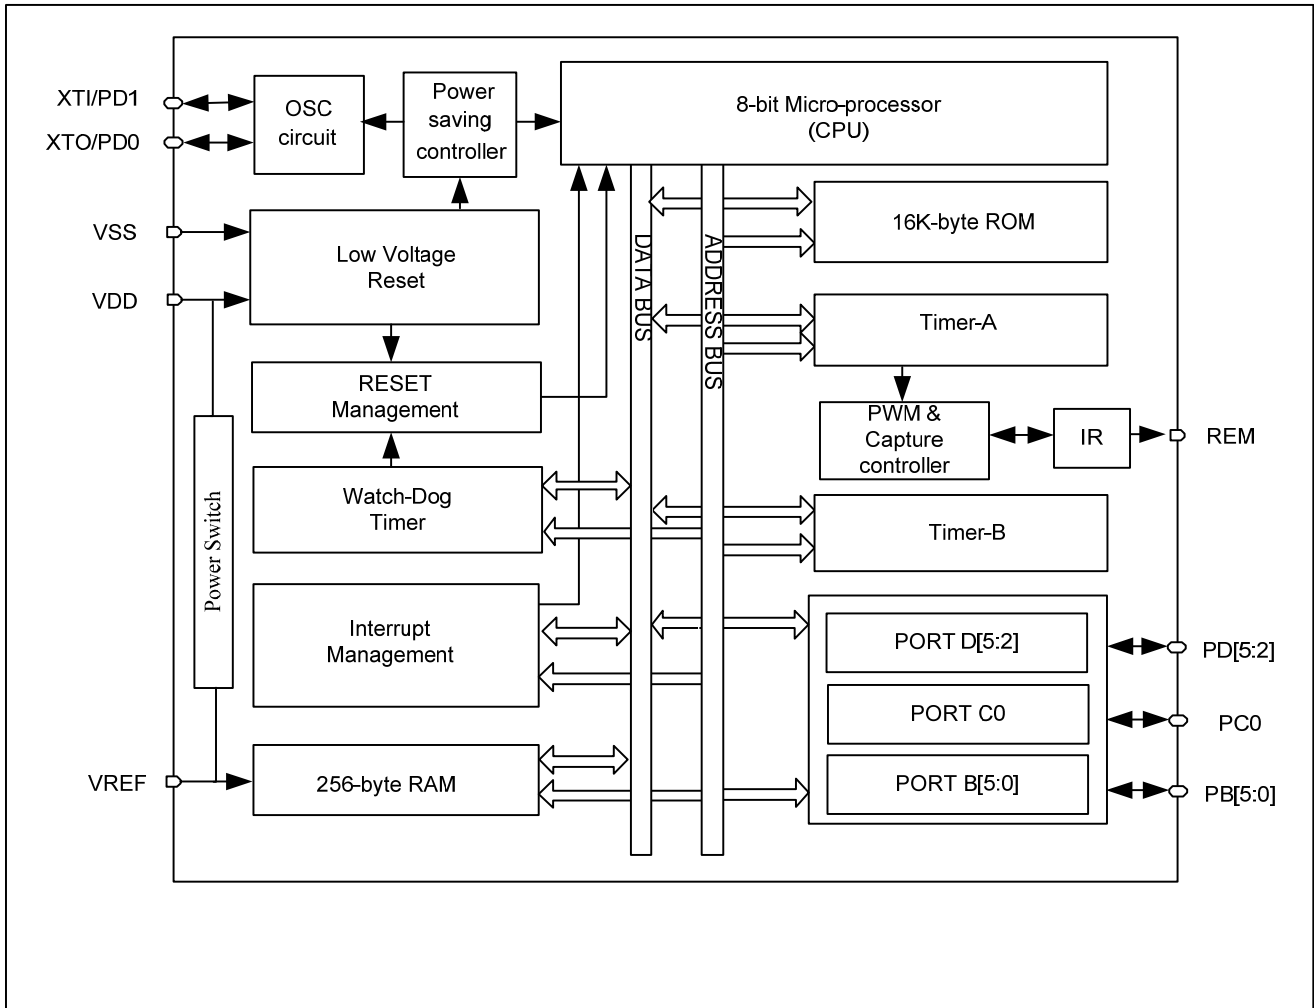 XTI/PD1
XTO/PD0
VSS
VDD
VREF
OSC
circuit
Power
saving
controller
8-bit Micro-processor
(CPU)
Low Voltage
Reset
RESET
Management
Watch-Dog
Timer
Interrupt
Management
256-byte RAM
Power Switch
DATA BUS
ADDRESS BUS
16K-byte ROM
Timer-A
PWM &
Capture
controller
IR
REM
Timer-B
PORT D[5:2]
PORT C0
PORT B[5:0]
PD[5:2]
PC0
PB[5:0]